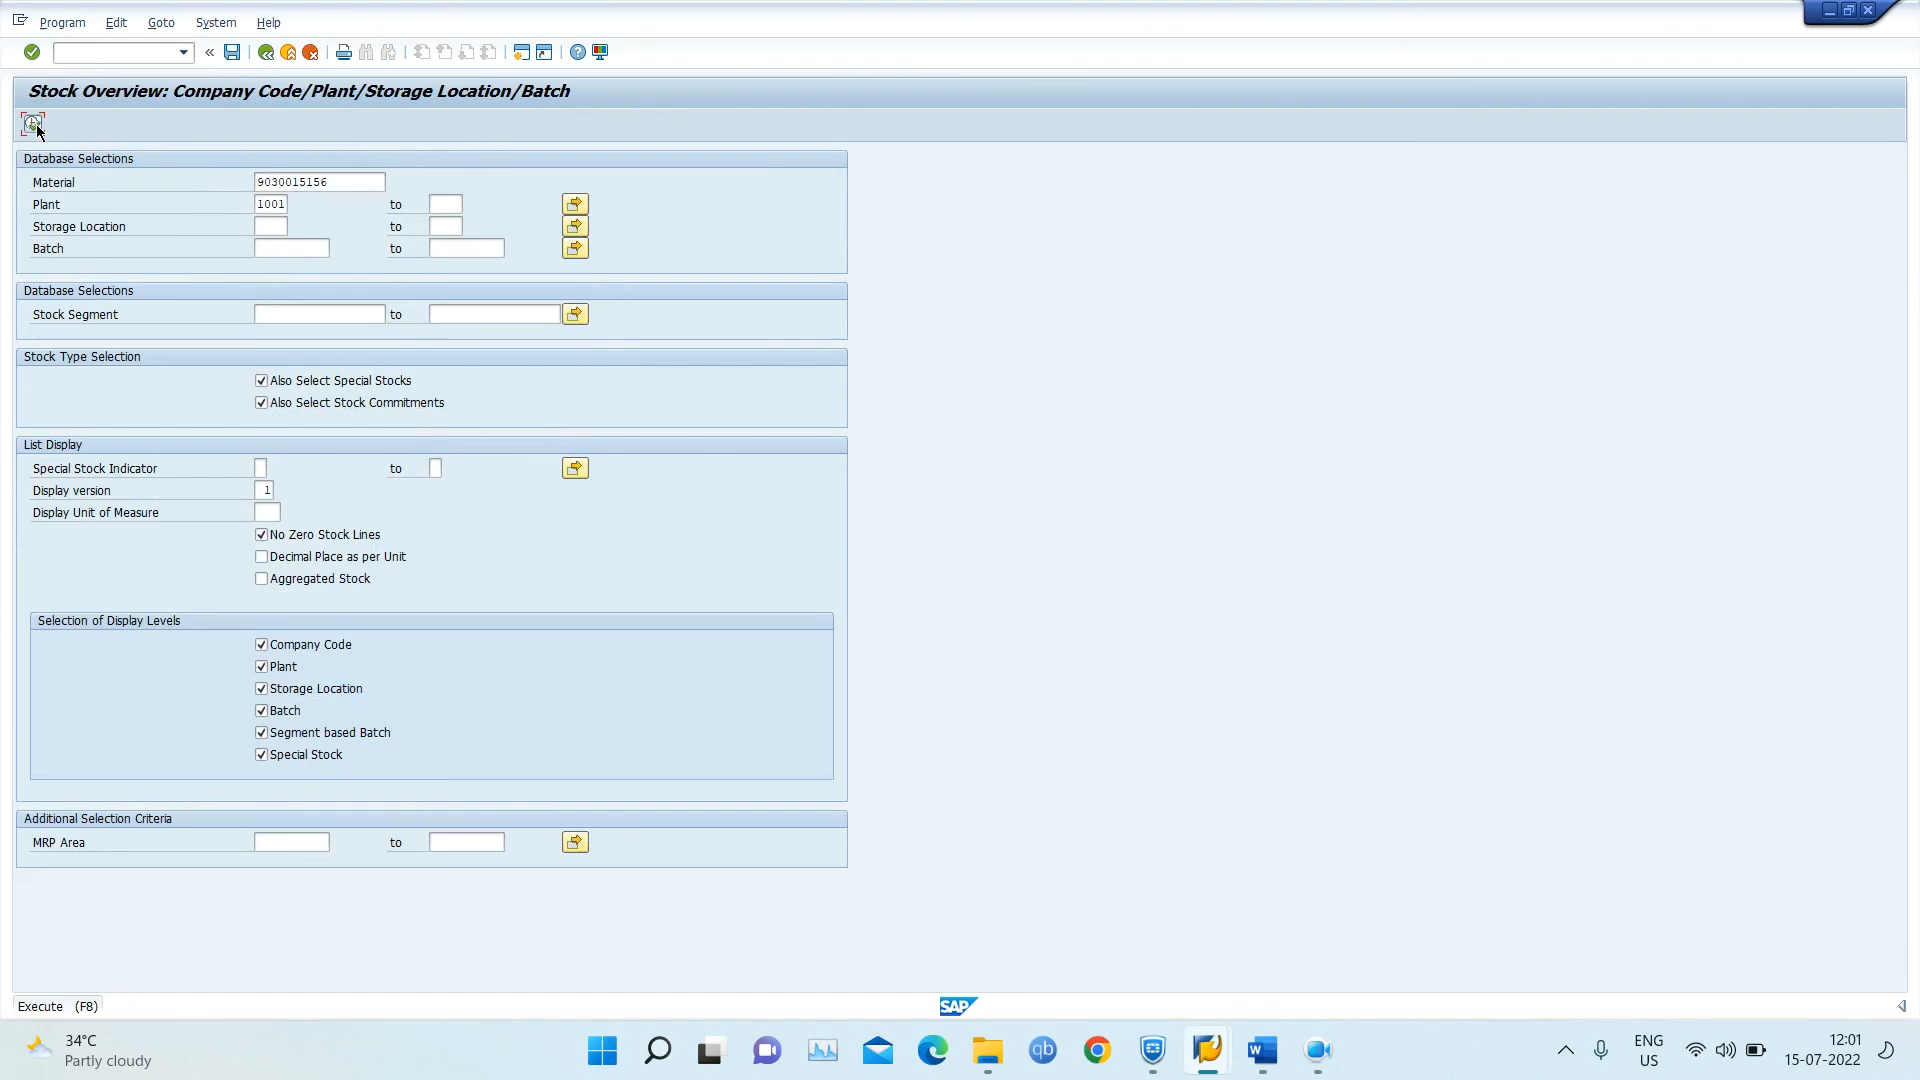 Program Edit Goto System Help
Stock Overview: Company Code/Plant/Storage Location/Batch
Database Selections
Material 9030015156
Plant 1001 to
Storage Location to
Batch to
Database Selections
Stock Segment to
Stock Type Selection
Also Select Special Stocks
Also Select Stock Commitments
List Display
Special Stock Indicator to
Display version 1
Display Unit of Measure
No Zero Stock Lines
Decimal Place as per Unit
Aggregated Stock
Selection of Display Levels
Company Code
Plant
Storage Location
Batch
Segment based Batch
Special Stock
Additional Selection Criteria
MRP Area to
Execute (F8)
SAP
34°C
Partly cloudy
qb
W
ENG
US
12:01
15-07-2022